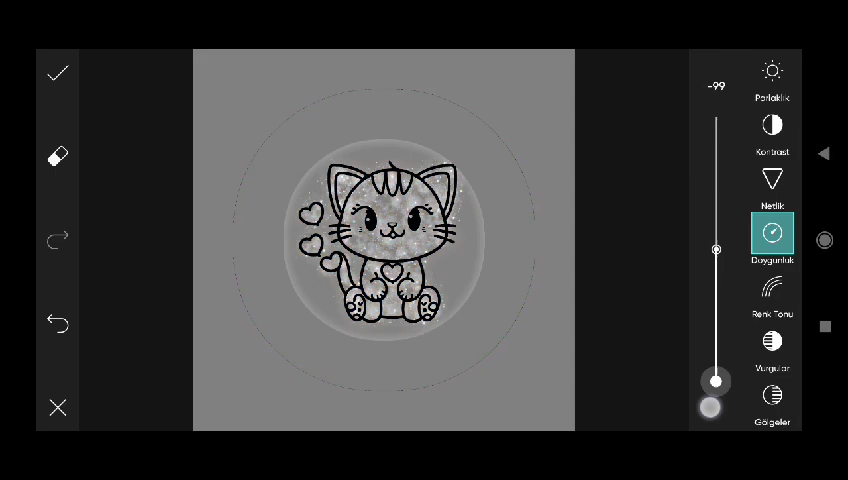 -99
Parlaklık
Kontrast
Netlik
Doygunluk
Renk Tonu
Vurgular
Gölgeler